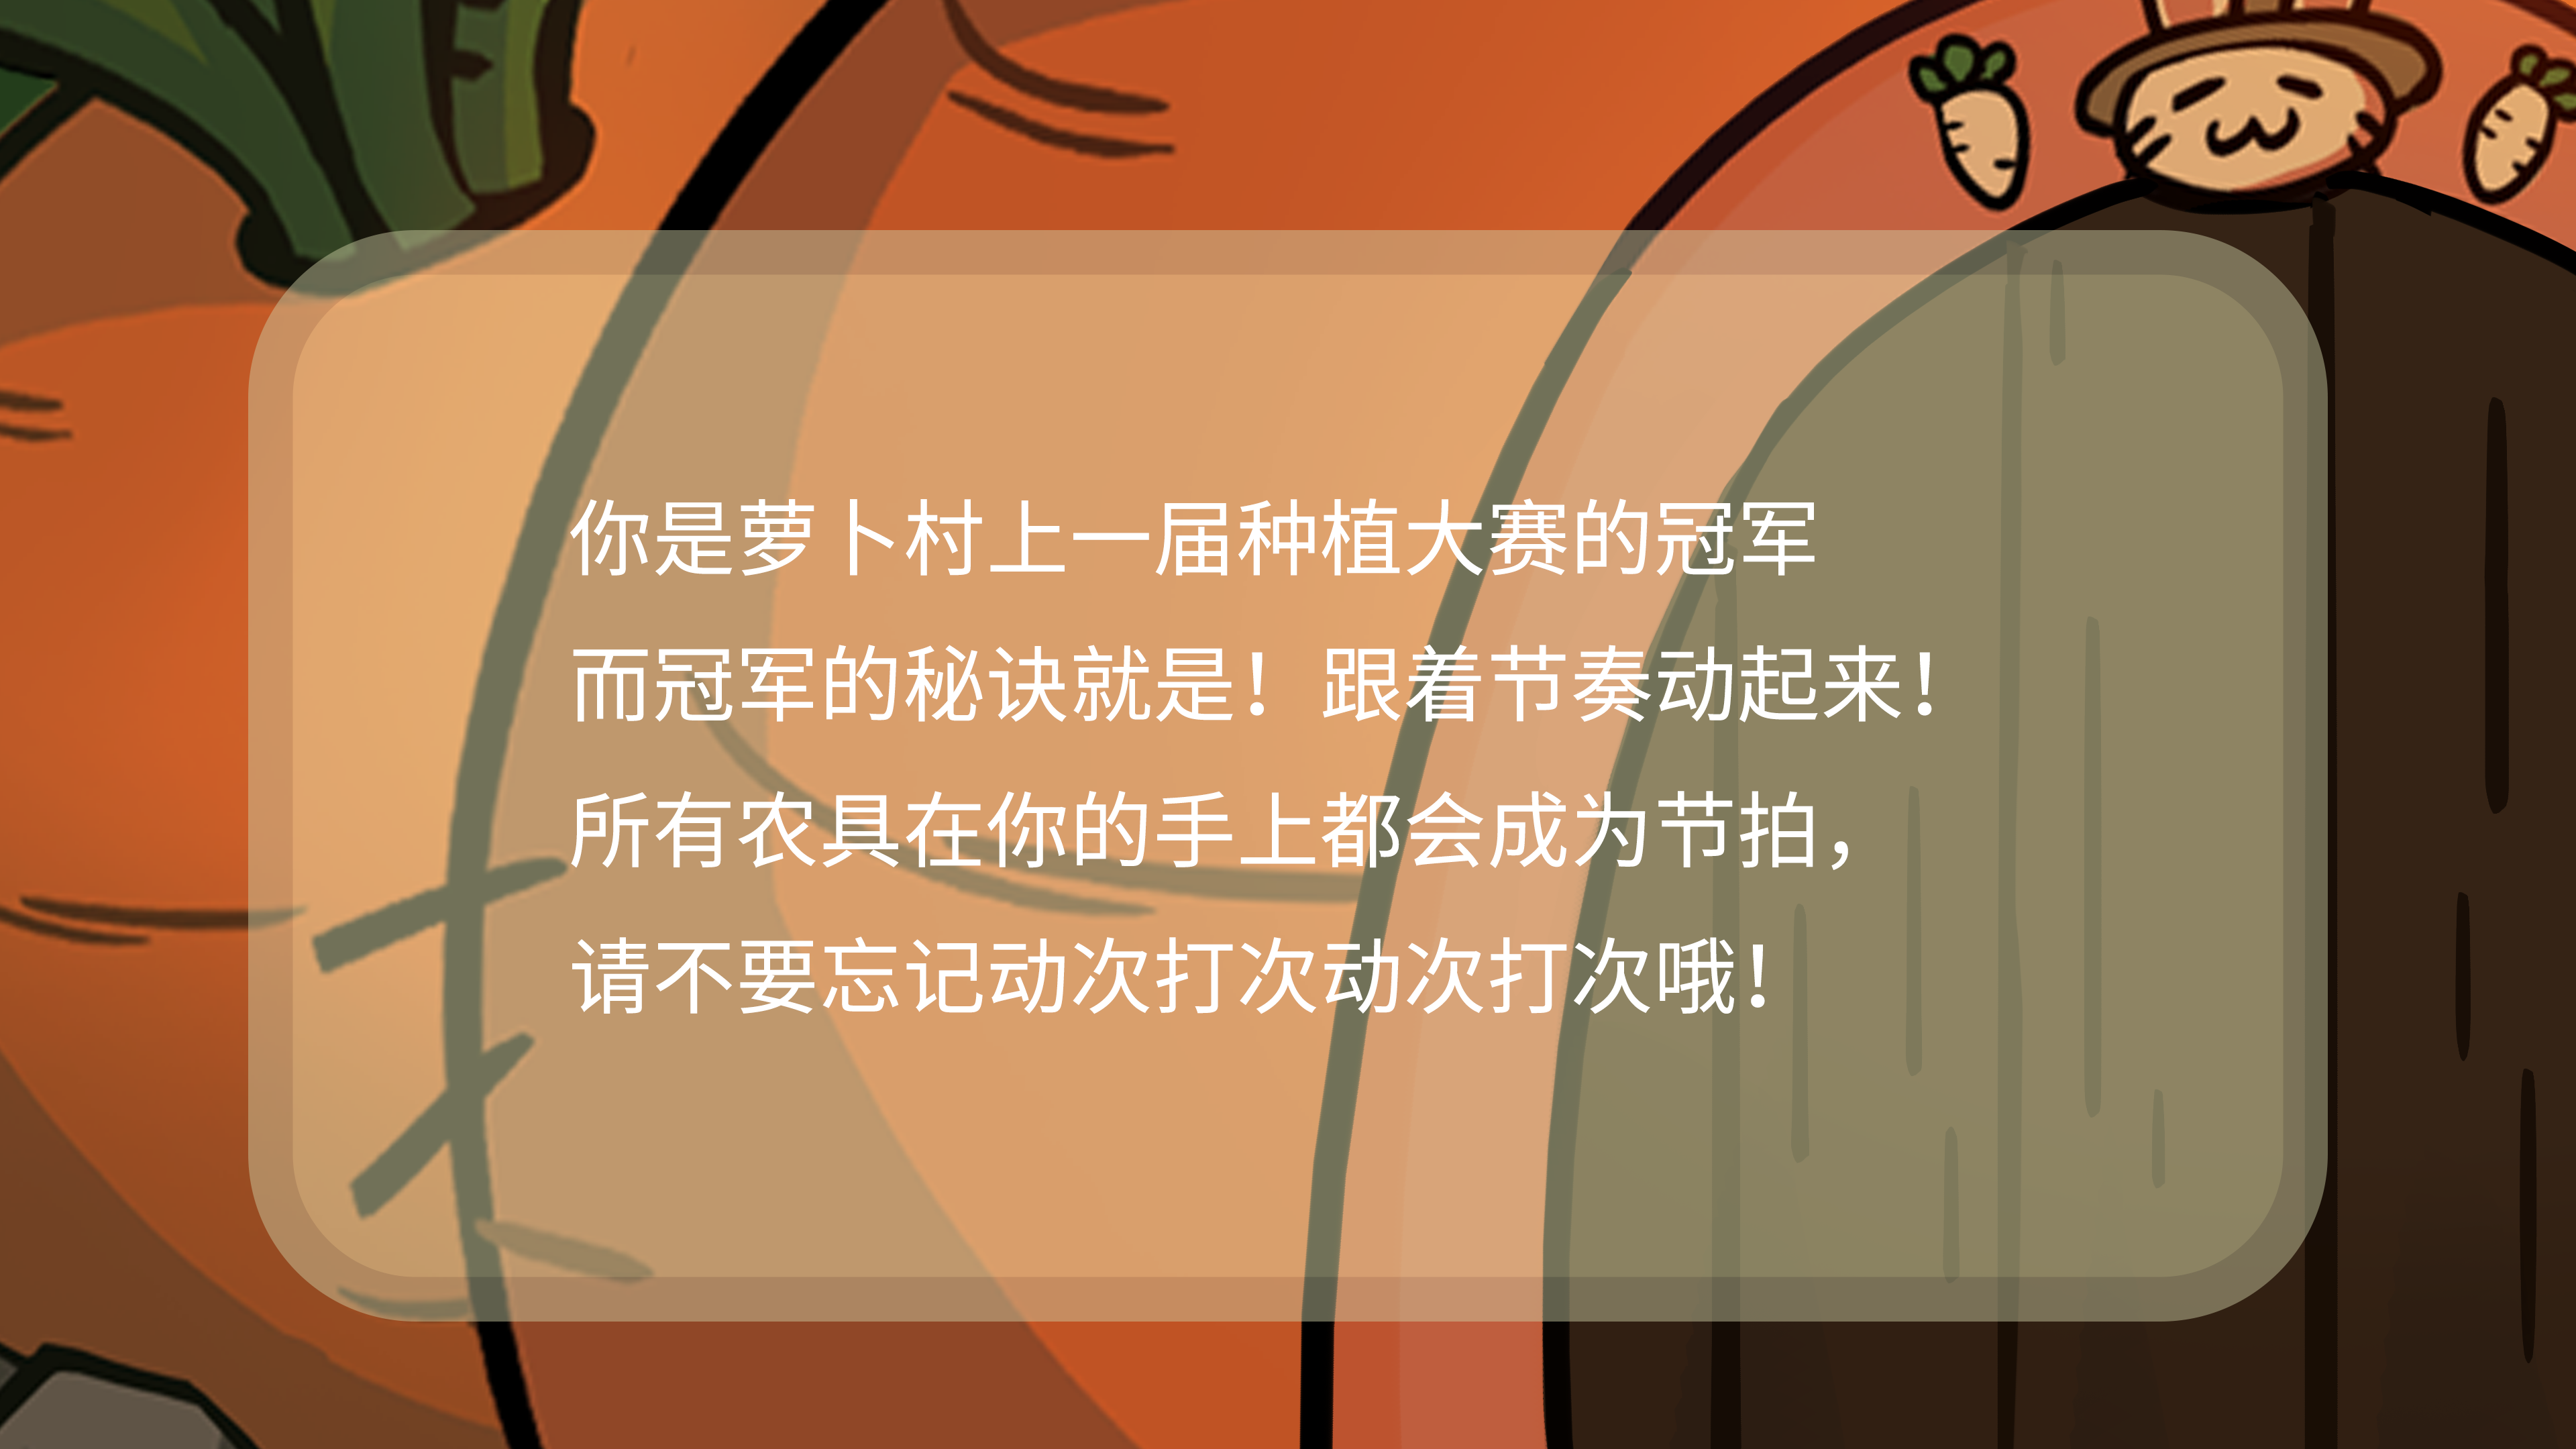 你是萝卜村上一届种植大赛的冠军
而冠军的秘诀就是！跟着节奏动起来！
所有农具在你的手上都会成为节拍，
请不要忘记动次打次动次打次哦！